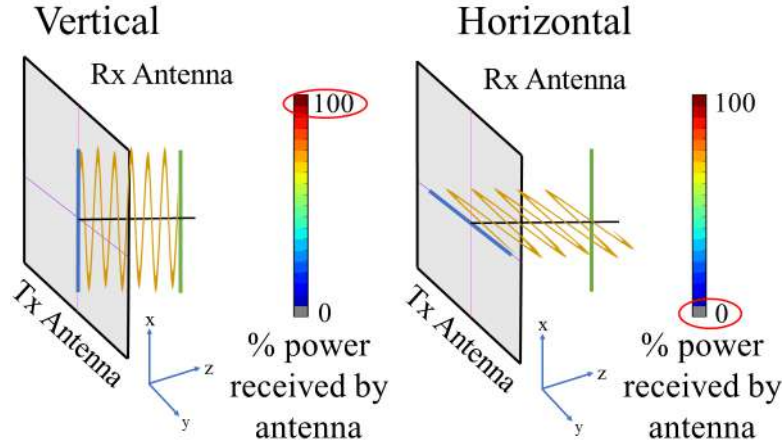 Vertical
Rx Antenna
100
0
Tx Antenna
x
z
y
% power
received by
antenna
Horizontal
Rx Antenna
100
0
Tx Antenna
x
z
y
% power
received by
antenna